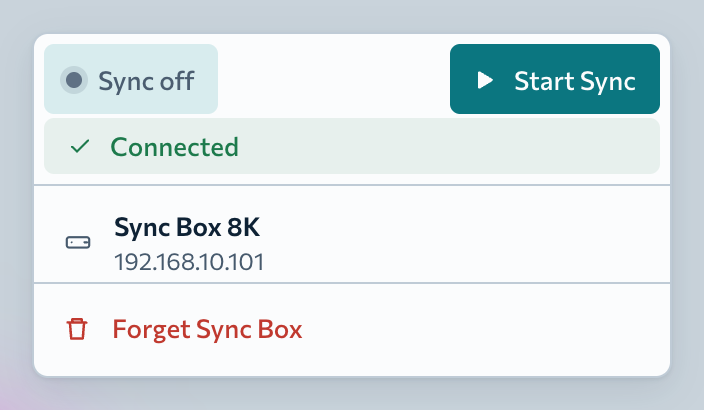 Sync off
Start Sync
Connected
Sync Box 8K
192.168.10.101
Forget Sync Box